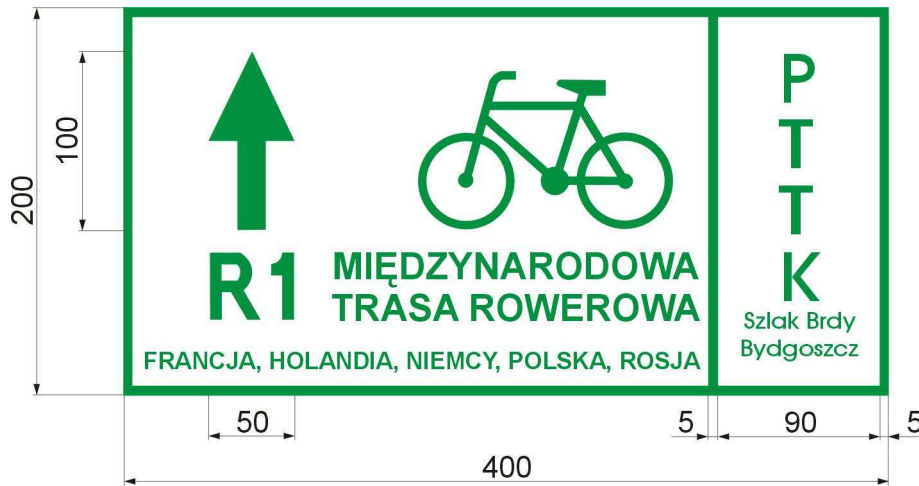 200
100
R1
MIĘDZYNARODOWA
TRASA ROWEROWA
FRANCJA, HOLANDIA, NIEMCY, POLSKA, ROSJA
P
T
T
K
Szlak Brdy
Bydgoszcz
50
5
90
5
400